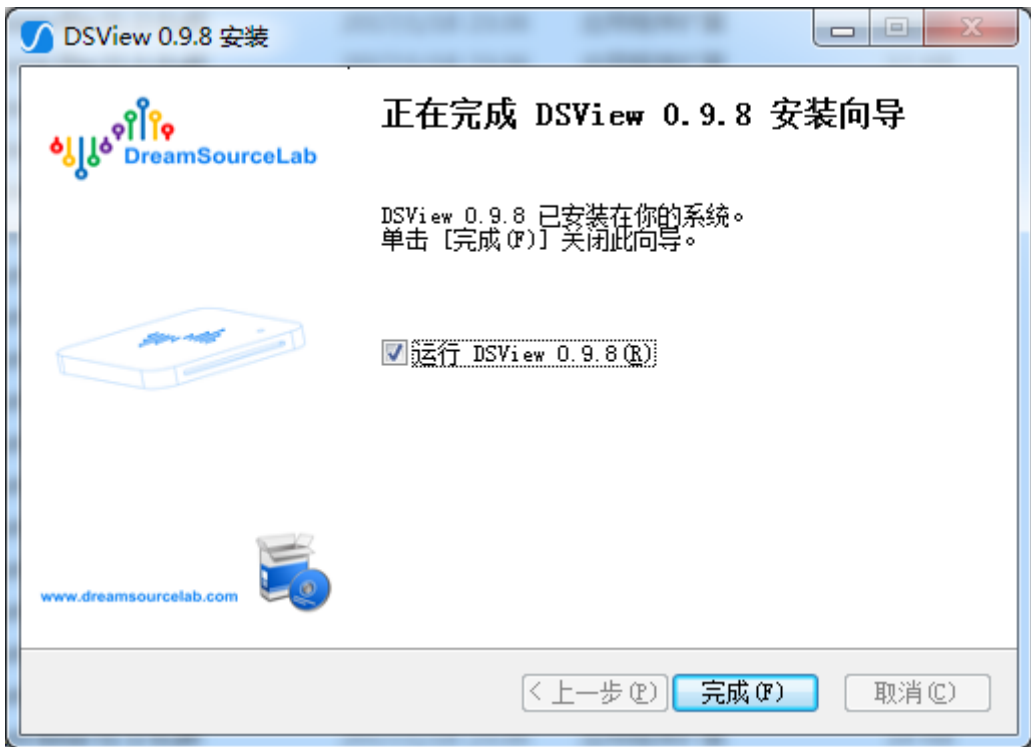 DSView 0.9.8 安装
正在完成 DSView 0.9.8 安装向导
DreamSourceLab
DSView 0.9.8 已安装在你的系统。
单击 [完成(F)] 关闭此向导。
运行 DSView 0.9.8(R)
www.dreamsourcelab.com
< 上一步(P)
完成(F)
取消(C)